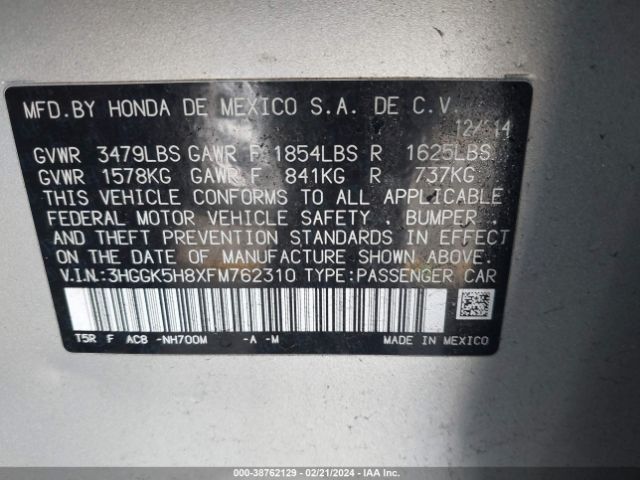 MFD.BY HONDA DE MEXICO S.A. DE C.V.
12/14
GVWR 3479LBS GAWR F 1854LBS R 1625LBS
GVWR 1578KG GAWR F 841KG R 737KG
THIS VEHICLE CONFORMS TO ALL APPLICABLE
FEDERAL MOTOR VEHICLE SAFETY , BUMPER ,
AND THEFT PREVENTION STANDARDS IN EFFECT
ON THE DATE OF MANUFACTURE SHOWN ABOVE.
V.I.N.:3HGGK5H8XFM762310 TYPE:PASSENGER CAR
T5R F AC8 -NH700M -A -M
MADE IN MEXICO
000-38762129 - 02/21/2024 - IAA Inc.